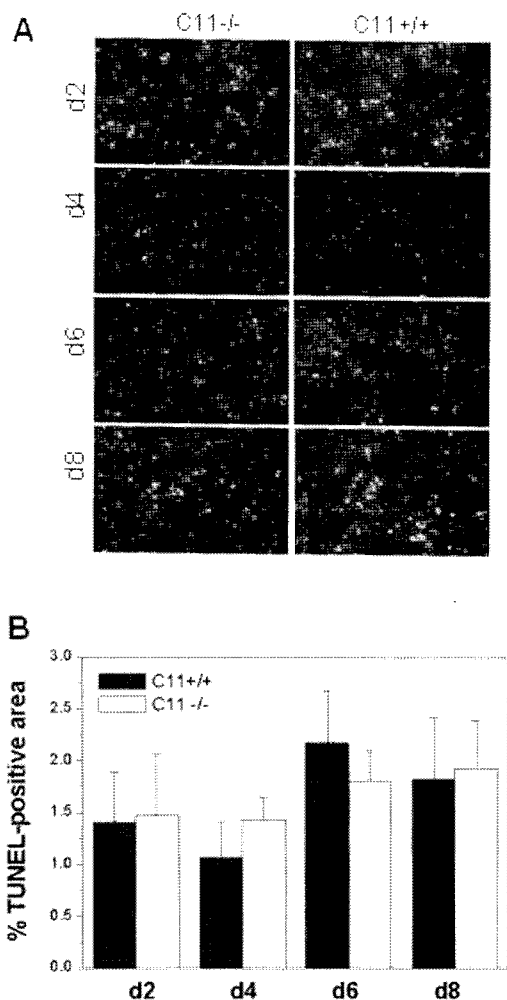 A
C11-/-
C11+/+
d2
d4
d6
d8
B
% TUNEL-positive area
3.0
2.5
2.0
1.5
1.0
0.5
0.0
C11+/+
C11 -/-
d2
d4
d6
d8